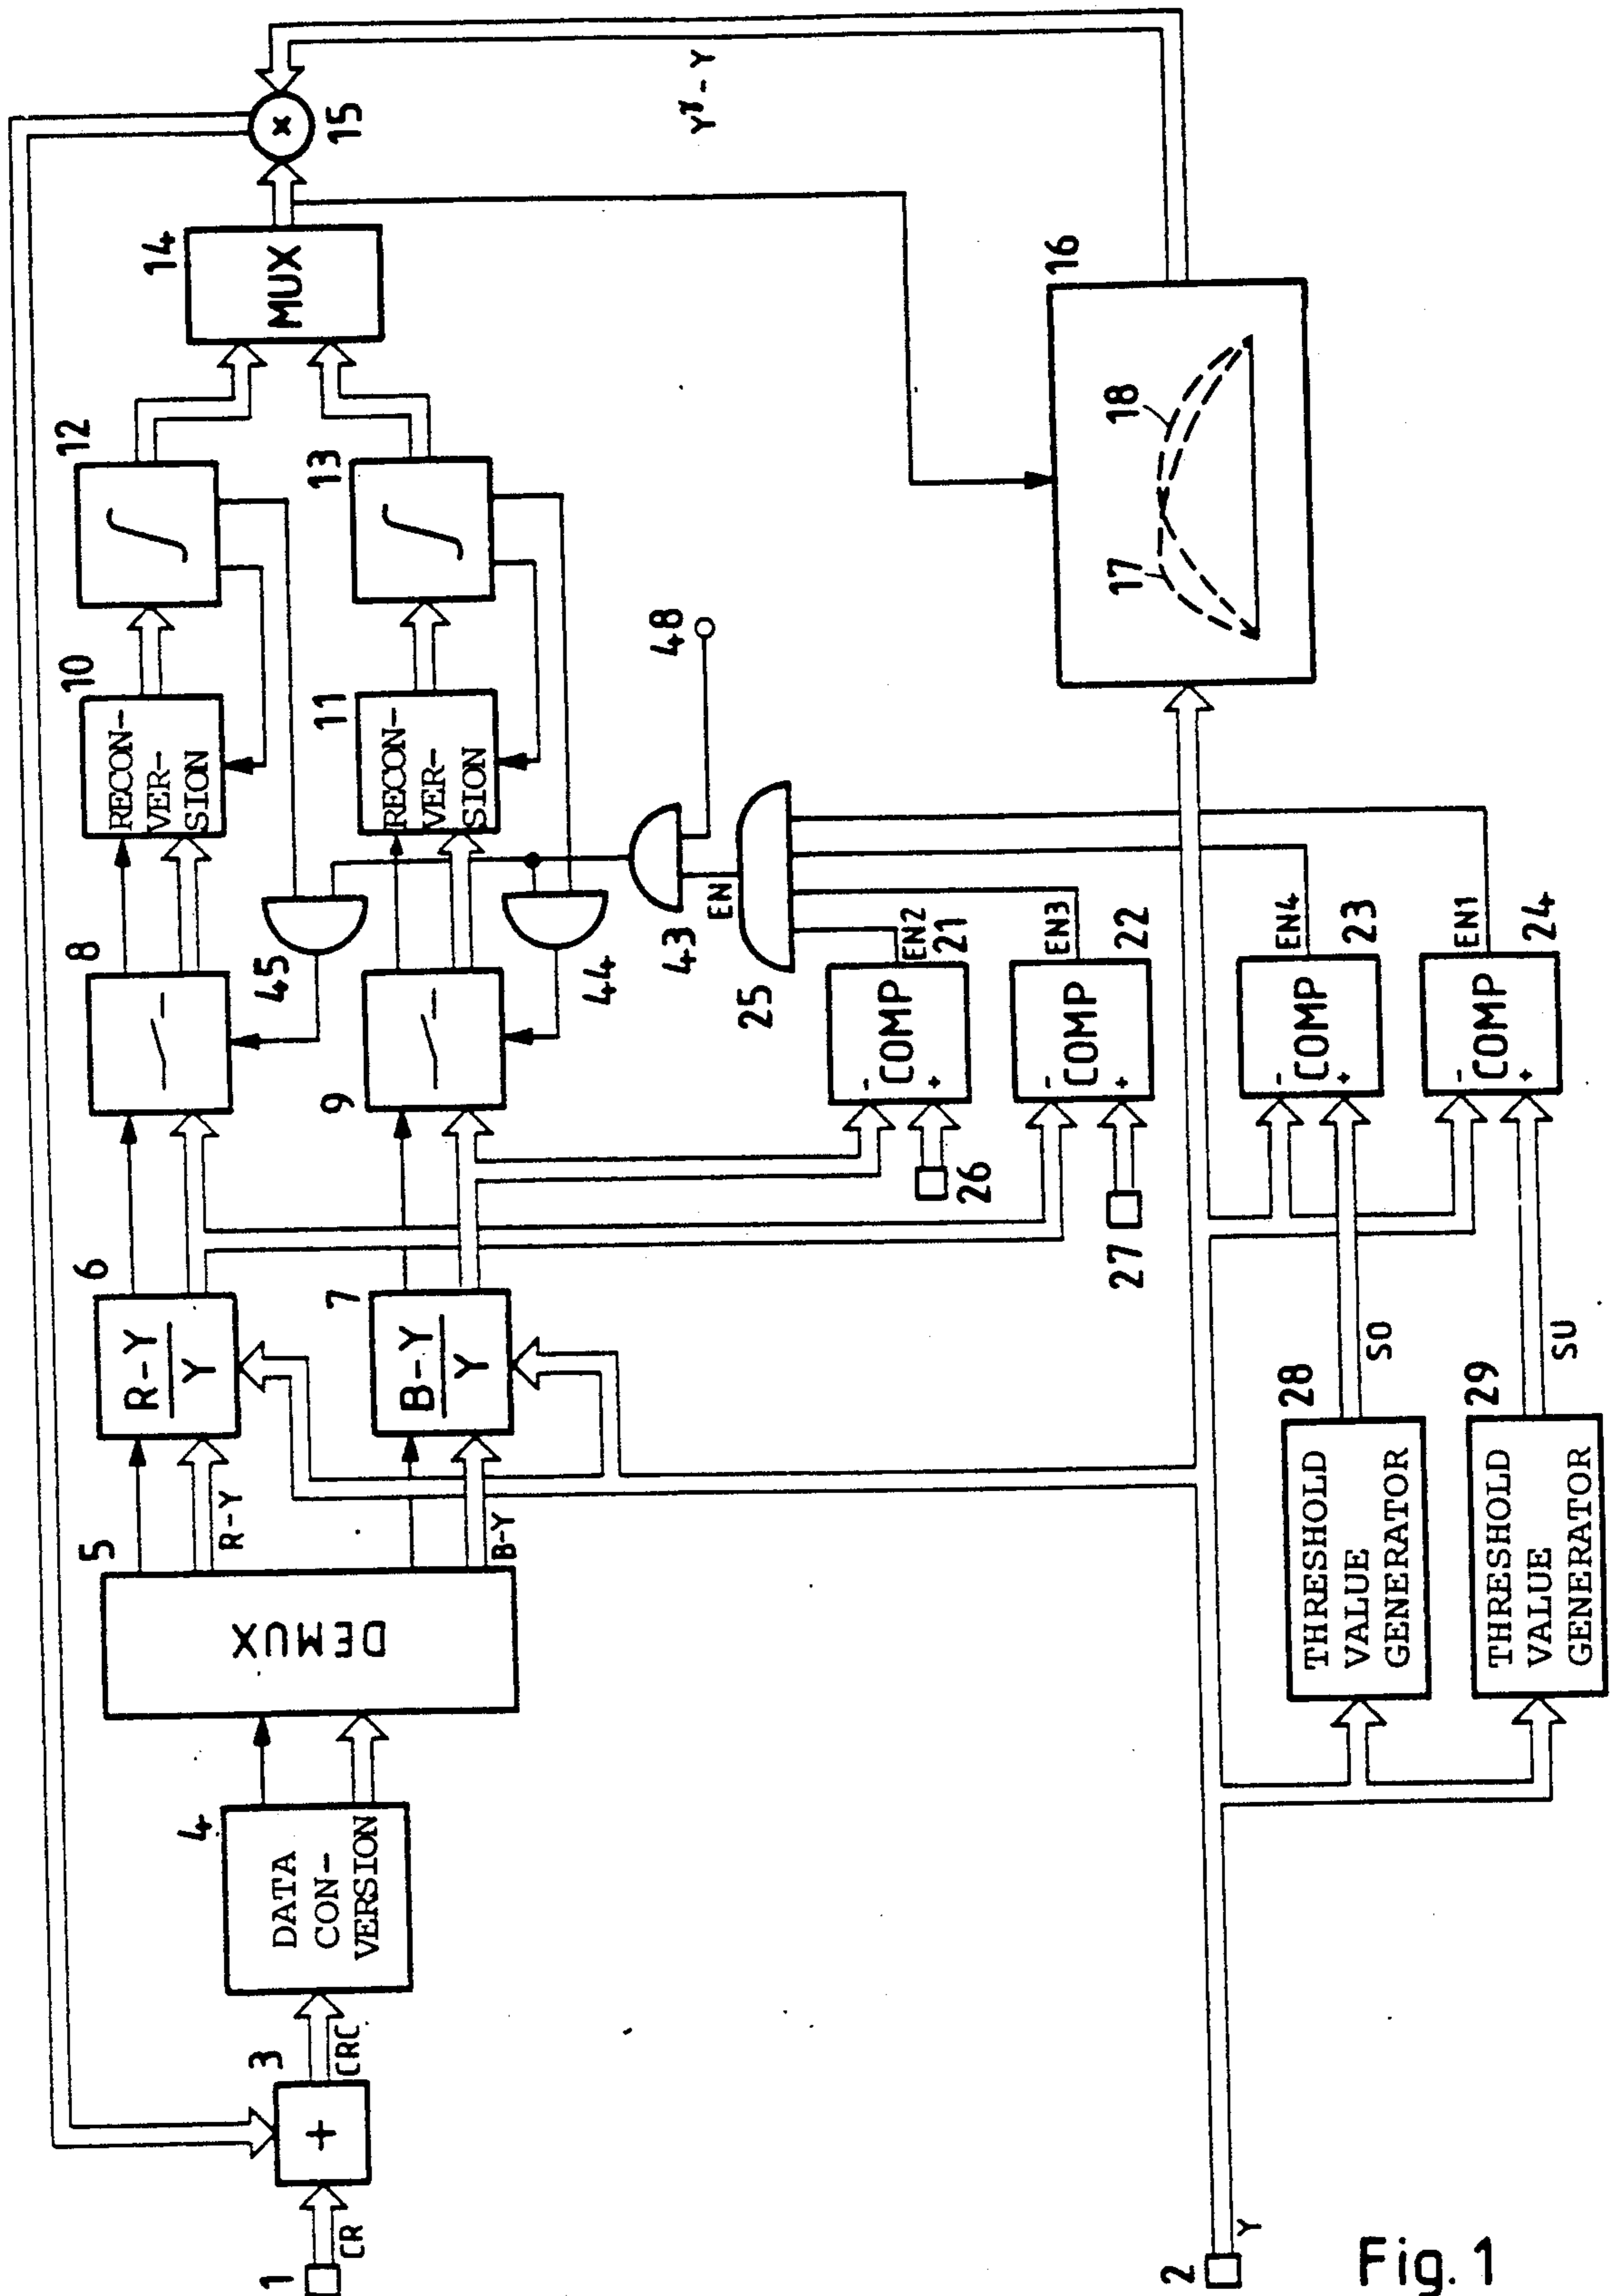 1
CR
3
+
CRC
4
DATA
CON-
VERSION
5
DEMUX
R-Y
B-Y
6
R-Y
Y
7
B-Y
Y
8
9
10
RECON-
VER-
SION
11
RECON-
VER-
SION
12
13
14
MUX
15
x
Yγ - Y
45
44
43
48
EN
25
EN2
21
-
COMP
+
26
EN3
22
-
COMP
+
27
EN4
23
-
COMP
+
EN1
24
-
COMP
+
16
17
18
28
THRESHOLD
VALUE
GENERATOR
SO
29
THRESHOLD
VALUE
GENERATOR
SU
2
Y
Fig. 1